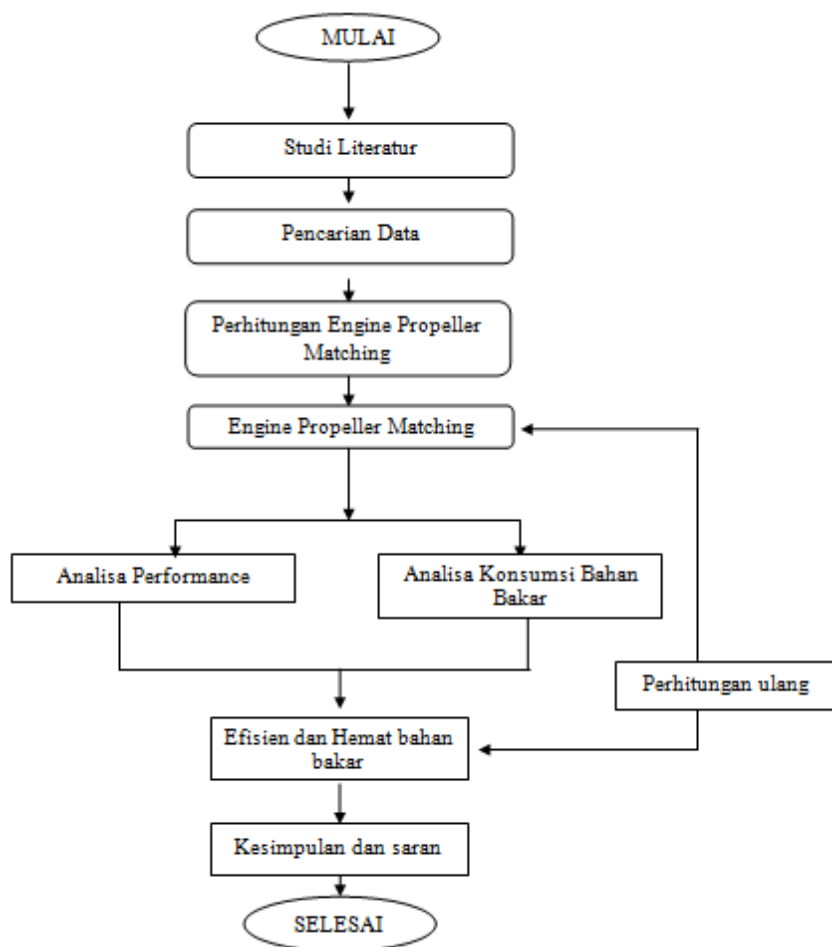 MULAI
Studi Literatur
Pencarian Data
Perhitungan Engine Propeller
Matching
Engine Propeller Matching
Analisa Performance
Analisa Konsumsi Bahan
Bakar
Perhitungan ulang
Efisien dan Hemat bahan
bakar
Kesimpulan dan saran
SELESAI